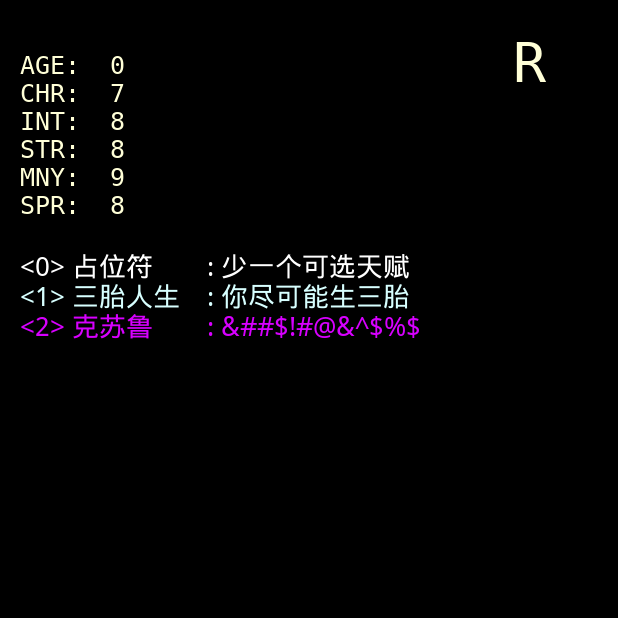 R
AGE: 0
CHR: 7
INT: 8
STR: 8
MNY: 9
SPR: 8
<0> 占位符 : 少一个可选天赋
<1> 三胎人生 : 你尽可能生三胎
<2> 克苏鲁 : &##$!#@&^$%$